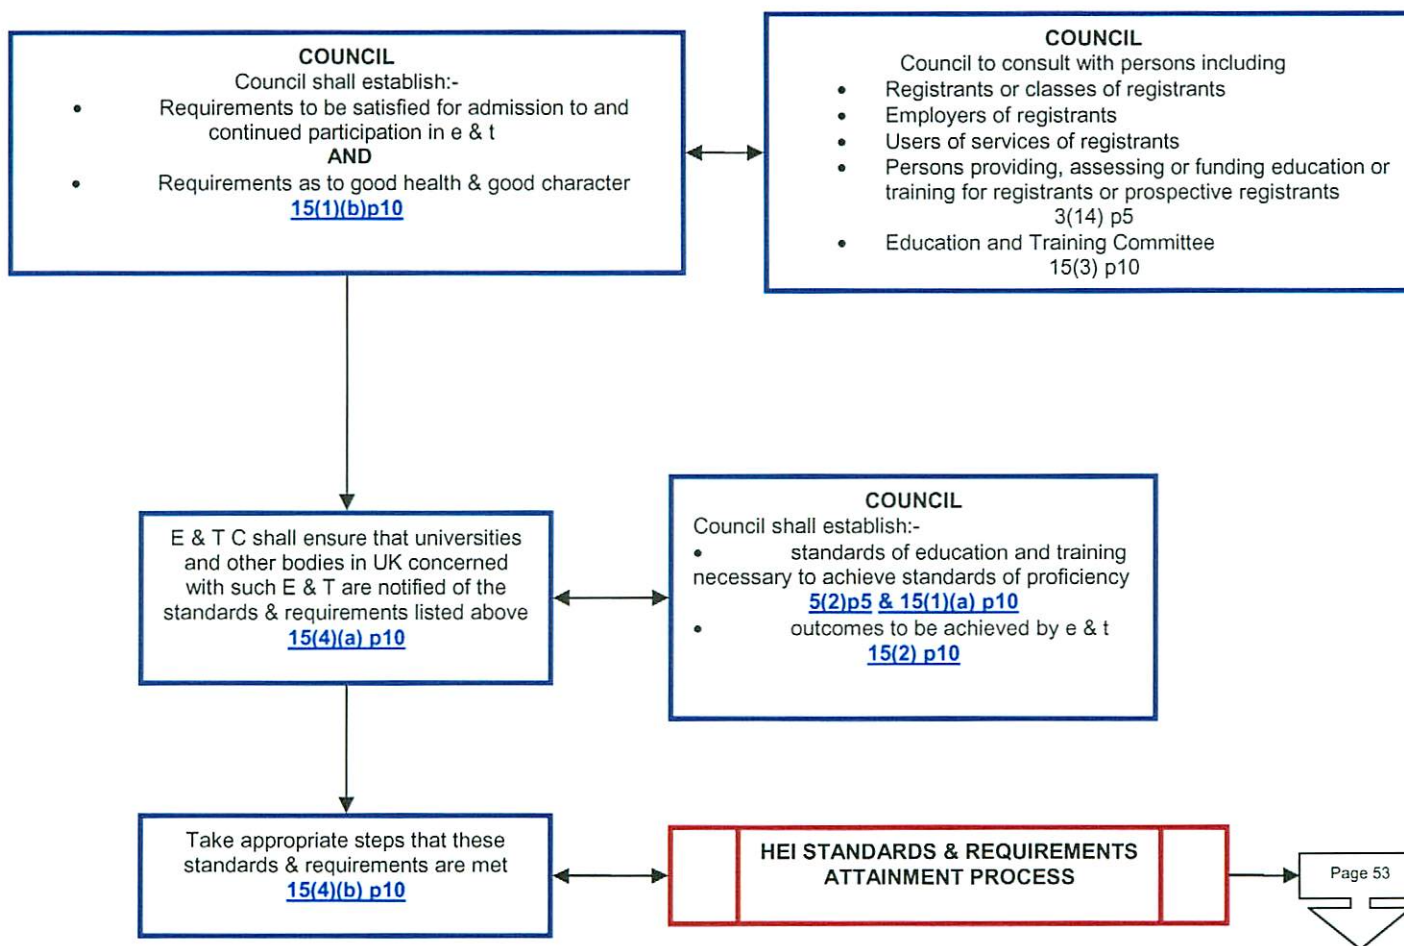 COUNCIL
Council shall establish:-
• Requirements to be satisfied for admission to and
continued participation in e & t
AND
• Requirements as to good health & good character
15(1)(b)p10
COUNCIL
Council to consult with persons including
• Registrants or classes of registrants
• Employers of registrants
• Users of services of registrants
• Persons providing, assessing or funding education or
training for registrants or prospective registrants
3(14) p5
• Education and Training Committee
15(3) p10
E & T C shall ensure that universities
and other bodies in UK concerned
with such E & T are notified of the
standards & requirements listed above
15(4)(a) p10
COUNCIL
Council shall establish:-
• standards of education and training
necessary to achieve standards of proficiency
5(2)p5 & 15(1)(a) p10
• outcomes to be achieved by e & t
15(2) p10
Take appropriate steps that these
standards & requirements are met
15(4)(b) p10
HEI STANDARDS & REQUIREMENTS
ATTAINMENT PROCESS
Page 53